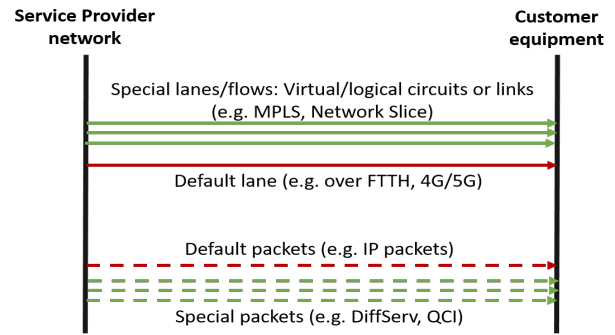 Service Provider
network
Customer
equipment
Special lanes/flows: Virtual/logical circuits or links
(e.g. MPLS, Network Slice)
Default lane (e.g. over FTTH, 4G/5G)
Default packets (e.g. IP packets)
Special packets (e.g. DiffServ, QCI)